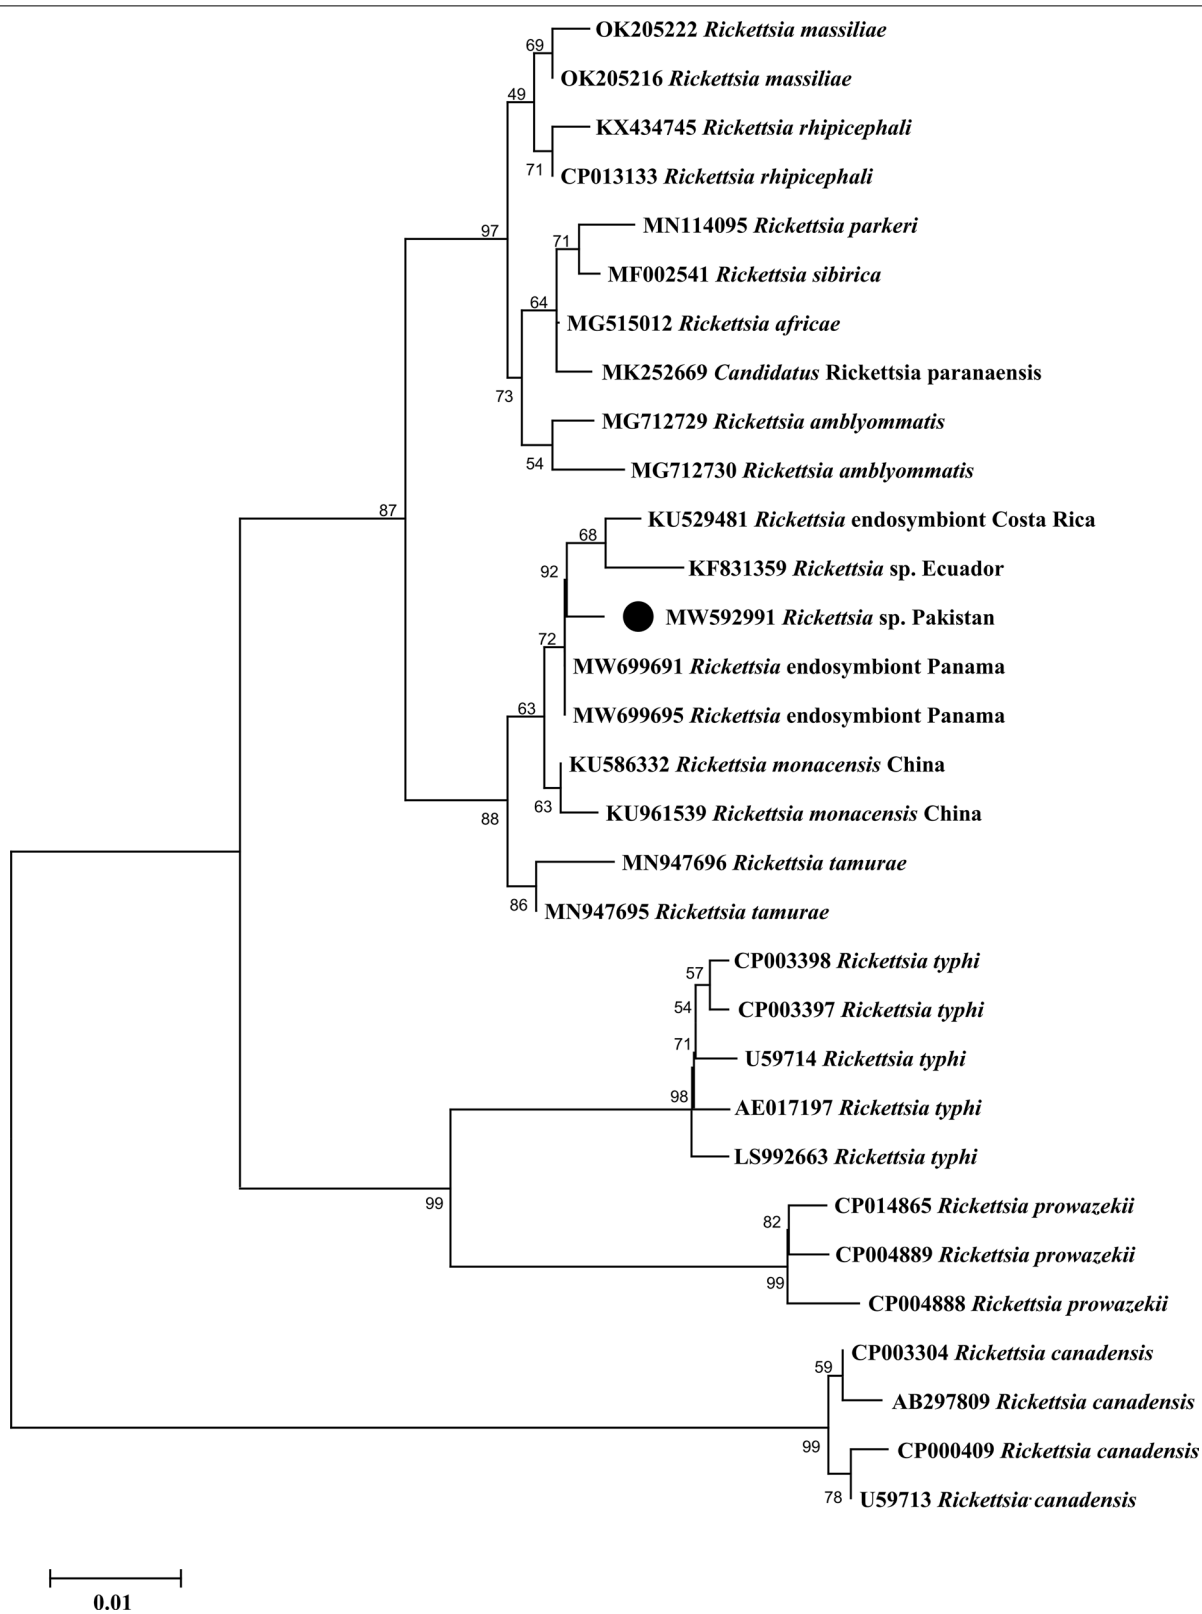 OK205222 Rickettsia massiliae
69
OK205216 Rickettsia massiliae
49
KX434745 Rickettsia rhipicephali
71
CP013133 Rickettsia rhipicephali
97
MN114095 Rickettsia parkeri
71
MF002541 Rickettsia sibirica
64
MG515012 Rickettsia africae
MK252669 Candidatus Rickettsia paranaensis
73
MG712729 Rickettsia amblyommatis
54
MG712730 Rickettsia amblyommatis
87
KU529481 Rickettsia endosymbiont Costa Rica
68
KF831359 Rickettsia sp. Ecuador
92
MW592991 Rickettsia sp. Pakistan
72
MW699691 Rickettsia endosymbiont Panama
63
MW699695 Rickettsia endosymbiont Panama
KU586332 Rickettsia monacensis China
63
KU961539 Rickettsia monacensis China
88
MN947696 Rickettsia tamurae
86
MN947695 Rickettsia tamurae
CP003398 Rickettsia typhi
57
54
CP003397 Rickettsia typhi
71
U59714 Rickettsia typhi
98
AE017197 Rickettsia typhi
LS992663 Rickettsia typhi
99
CP014865 Rickettsia prowazekii
82
CP004889 Rickettsia prowazekii
99
CP004888 Rickettsia prowazekii
CP003304 Rickettsia canadensis
59
AB297809 Rickettsia canadensis
99
CP000409 Rickettsia canadensis
78
U59713 Rickettsia canadensis
0.01